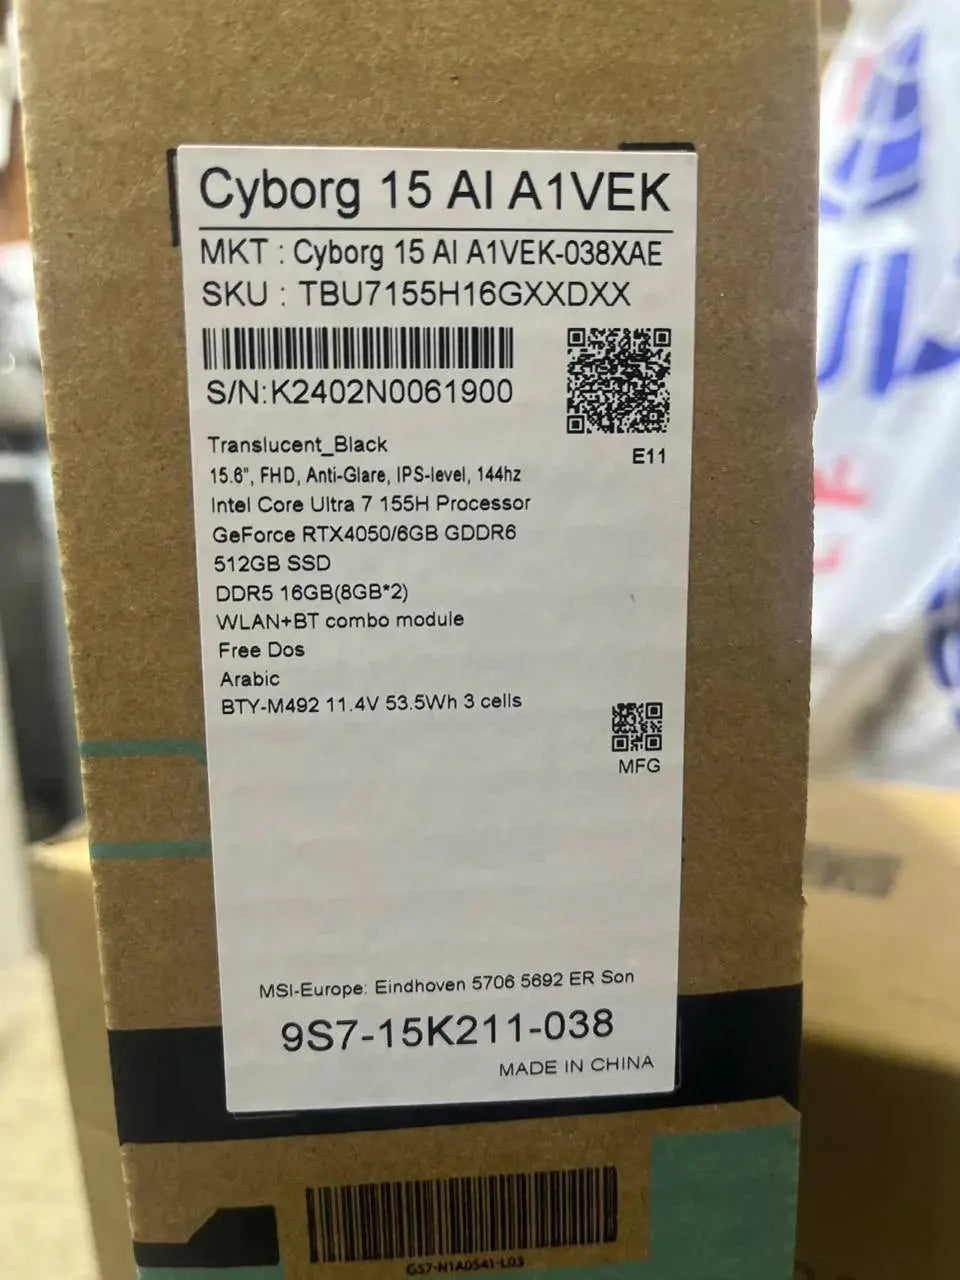 Cyborg 15 AI A1VEK
MKT : Cyborg 15 AI A1VEK-038XAE
SKU : TBU7155H16GXXDXX
S/N:K2402N0061900
E11
Translucent_Black
15.6", FHD, Anti-Glare, IPS-level, 144hz
Intel Core Ultra 7 155H Processor
GeForce RTX4050/6GB GDDR6
512GB SSD
DDR5 16GB(8GB*2)
WLAN+BT combo module
Free Dos
Arabic
BTY-M492 11.4V 53.5Wh 3 cells
MFG
MSI-Europe: Eindhoven 5706 5692 ER Son
9S7-15K211-038
MADE IN CHINA
G57-N1A0541-L03